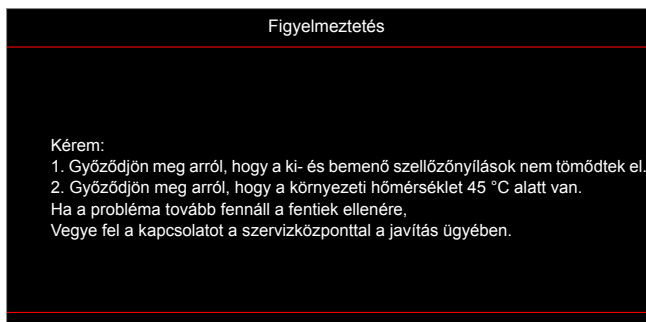 Figyelmeztetés
Kérem:
1. Győződjön meg arról, hogy a ki- és bemenő szellőzőnyílások nem tömődtek el.
2. Győződjön meg arról, hogy a környezeti hőmérséklet 45 °C alatt van.
Ha a probléma tovább fennáll a fentiek ellenére,
Vegye fel a kapcsolatot a szervizközponttal a javítás ügyében.